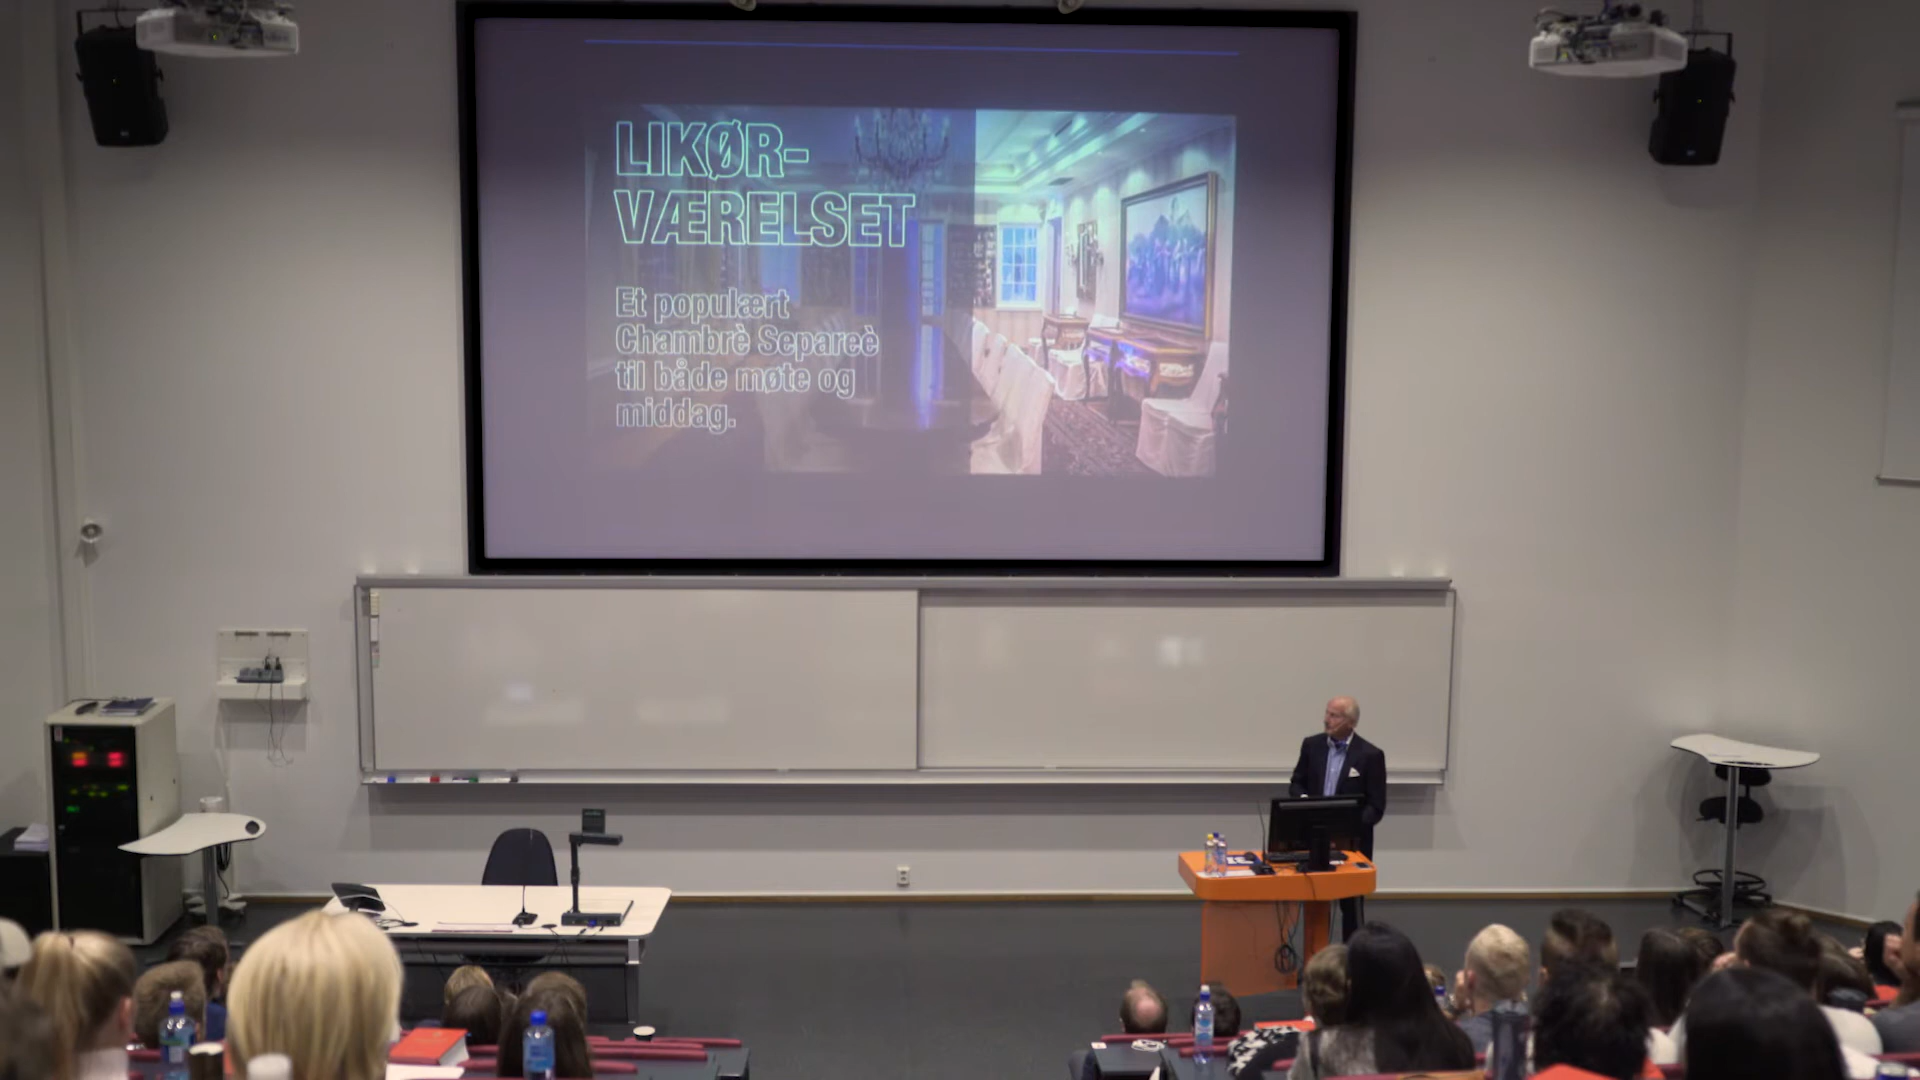 LIKØR-
VÆRELSET
Et populært
Chambrè Separeè
til både møte og
middag.